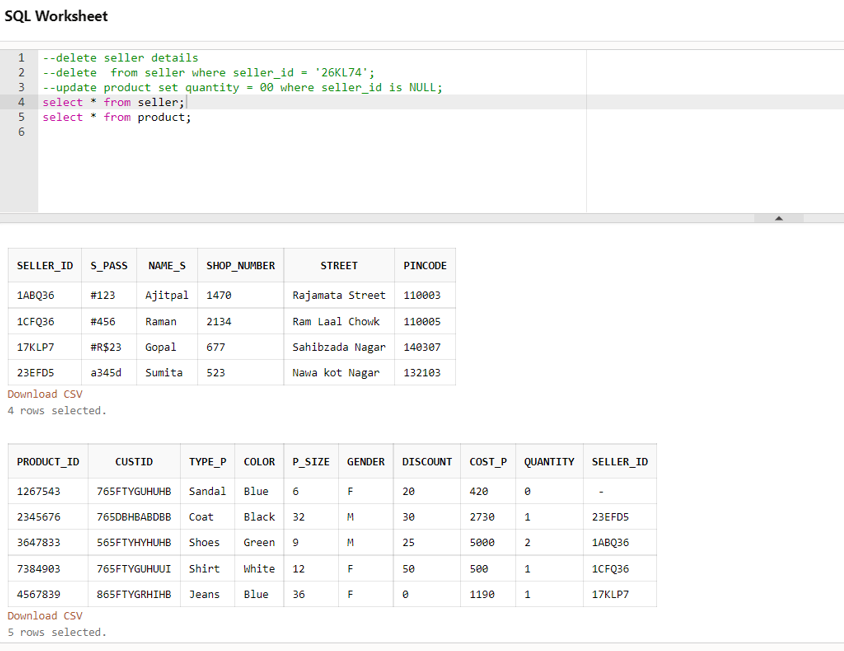 SQL Worksheet
1 --delete seller details
2 --delete  from seller where seller_id = '26KL74';
3 --update product set quantity = 00 where seller_id is NULL;
4 select * from seller;
5 select * from product;
6
SELLER_ID S_PASS NAME_S SHOP_NUMBER STREET PINCODE
1ABQ36 #123 Ajitpal 1470 Rajamata Street 110003
1CFQ36 #456 Raman 2134 Ram Laal Chowk 110005
17KLP7 #R$23 Gopal 677 Sahibzada Nagar 140307
23EFD5 a345d Sumita 523 Nawa kot Nagar 132103
Download CSV
4 rows selected.
PRODUCT_ID CUSTID TYPE_P COLOR P_SIZE GENDER DISCOUNT COST_P QUANTITY SELLER_ID
1267543 765FTYGUHUHB Sandal Blue 6 F 20 420 0 -
2345676 765DBHBABDBB Coat Black 32 M 30 2730 1 23EFD5
3647833 565FTYHYHUHB Shoes Green 9 M 25 5000 2 1ABQ36
7384903 765FTYGUHUUI Shirt White 12 F 50 500 1 1CFQ36
4567839 865FTYGRHIHB Jeans Blue 36 F 0 1190 1 17KLP7
Download CSV
5 rows selected.